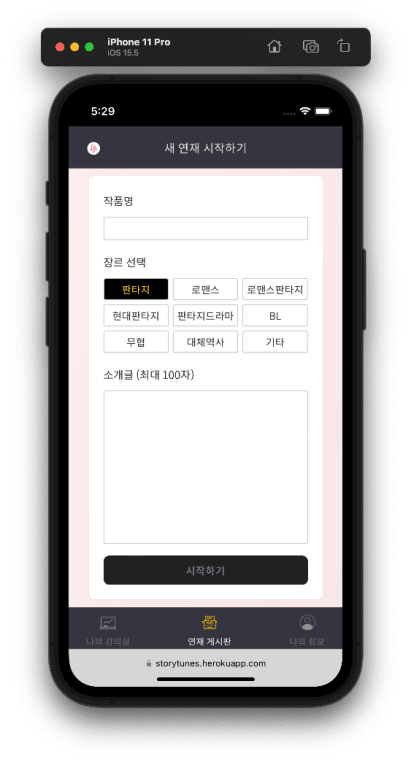 iPhone 11 Pro
iOS 15.5
5:29
새 연재 시작하기
작품명
장르 선택
판타지 로맨스 로맨스판타지
현대판타지 판타지드라마 BL
무협 대체역사 기타
소개글 (최대 100자)
시작하기
나의 강의실 연재 게시판 나의 정보
storytunes.herokuapp.com